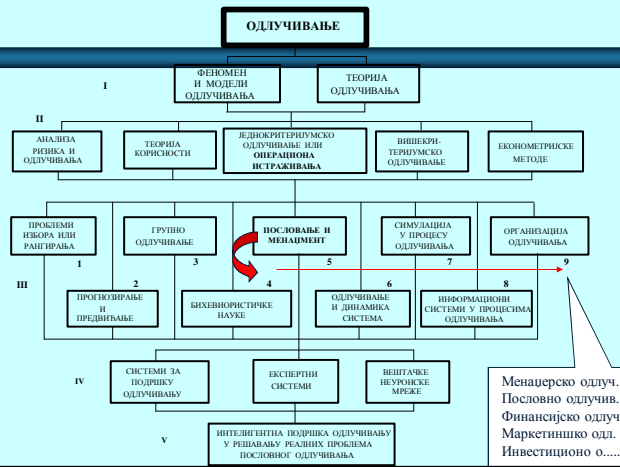 ОДЛУЧИВАЊЕ
I
ФЕНОМЕН
И МОДЕЛИ
ОДЛУЧИВАЊА
ТЕОРИЈА
ОДЛУЧИВАЊА
II
АНАЛИЗА
РИЗИКА И
ОДЛУЧИВАЊА
ТЕОРИЈА
КОРИСНОСТИ
ЈЕДНОКРИТЕРИЈУМСКО
ОДЛУЧИВАЊЕ ИЛИ
ОПЕРАЦИОНА
ИСТРАЖИВАЊА
ВИШЕКРИ-
ТЕРИЈУМСКО
ОДЛУЧИВАЊЕ
ЕКОНОМЕТРИЈСКЕ
МЕТОДЕ
ПРОБЛЕМИ
ИЗБОРА ИЛИ
РАНГИРАЊА
ГРУПНО
ОДЛУЧИВАЊЕ
ПОСЛОВАЊЕ И
МЕНАЏМЕНТ
СИМУЛАЦИЈА
У ПРОЦЕСУ
ОДЛУЧИВАЊА
ОРГАНИЗАЦИЈА
ОДЛУЧИВАЊА
1
3
5
7
9
III
2
4
6
8
ПРОГНОЗИРАЊЕ
И
ПРЕДВИЂАЊЕ
БИХЕВИОРИСТИЧКЕ
НАУКЕ
ОДЛУЧИВАЊЕ
И ДИНАМИКА
СИСТЕМА
ИНФОРМАЦИОНИ
СИСТЕМИ У ПРОЦЕСИМА
ОДЛУЧИВАЊА
IV
СИСТЕМИ ЗА
ПОДРШКУ
ОДЛУЧИВАЊУ
ЕКСПЕРТНИ
СИСТЕМИ
ВЕШТАЧКЕ
НЕУРОНСКЕ
МРЕЖЕ
Менаџерско одлуч.
Пословно одлучив.
Финансијско одлуч
Маркетиншко одл.
Инвестиционо о.....
V
ИНТЕЛИГЕНТНА ПОДРШКА ОДЛУЧИВАЊУ
У РЕШАВАЊУ РЕАЛНИХ ПРОБЛЕМА
ПОСЛОВНОГ ОДЛУЧИВАЊА